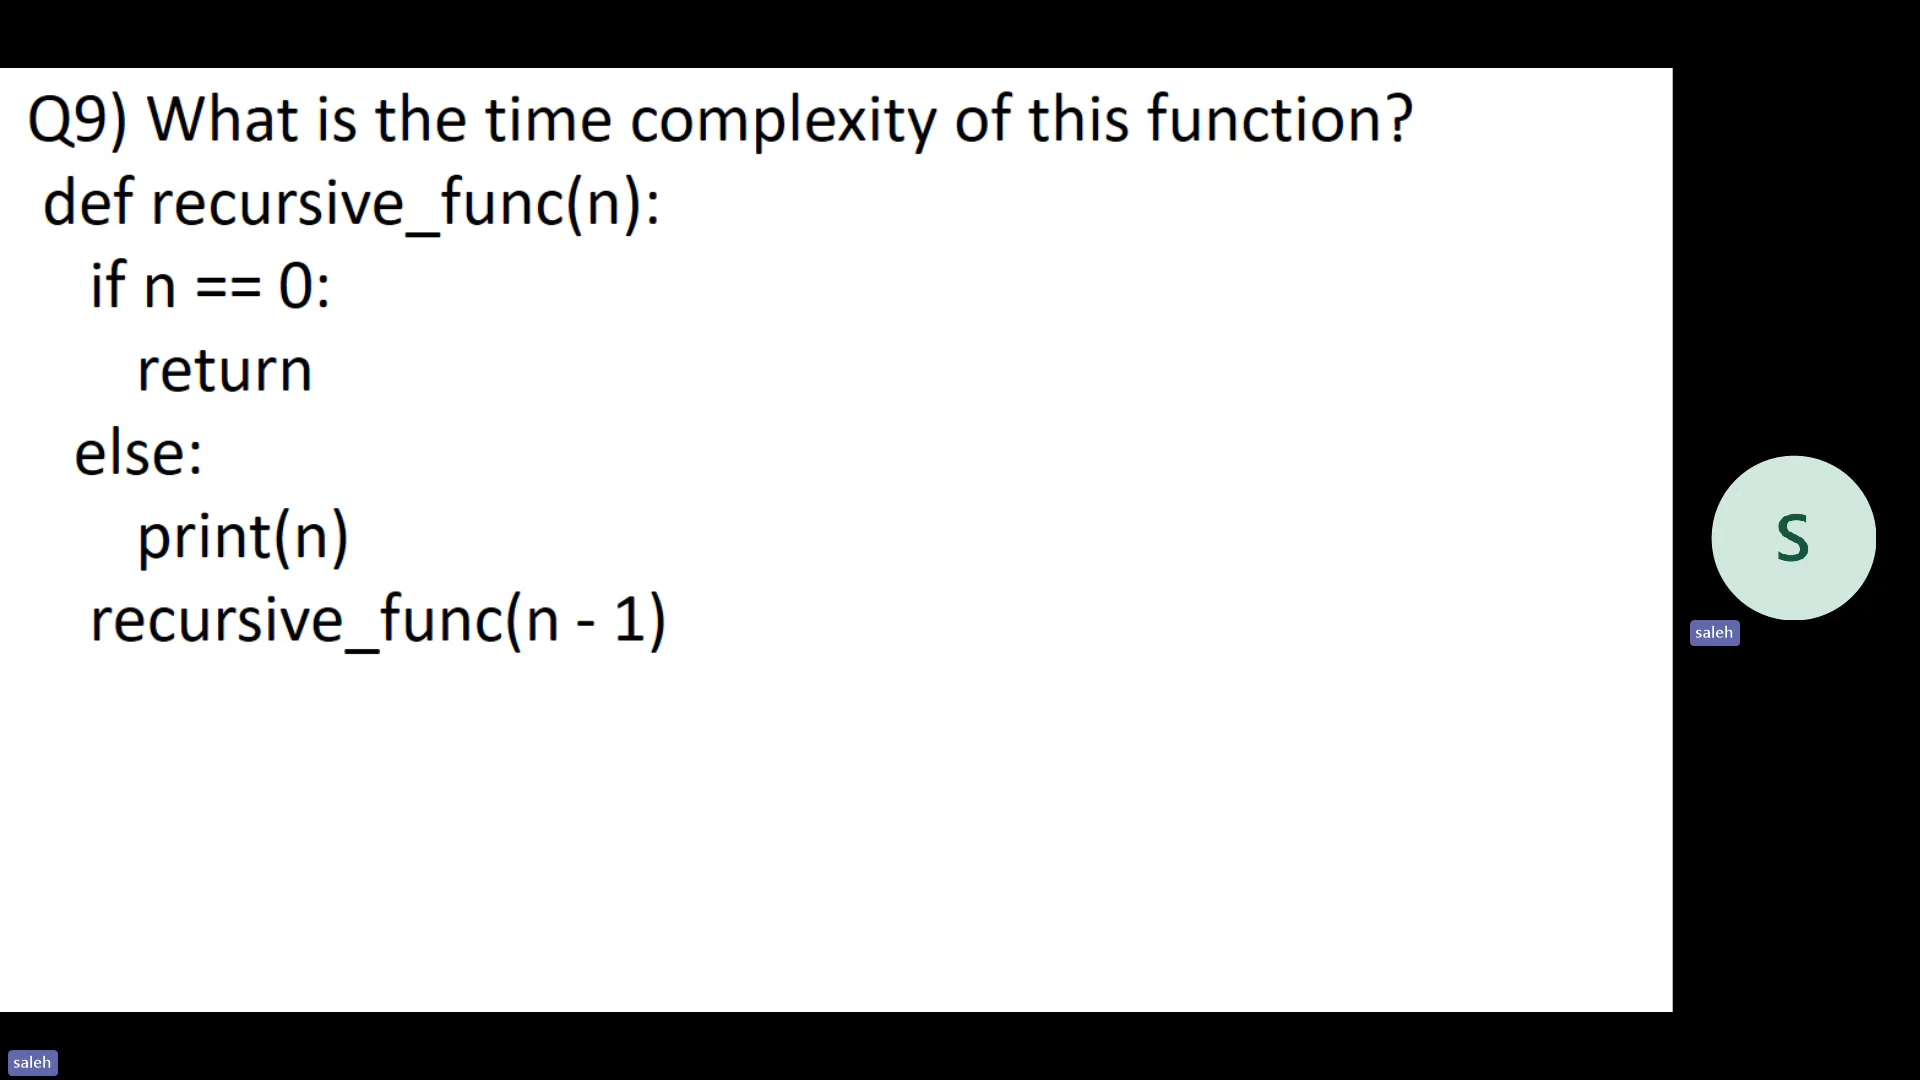 Q9) What is the time complexity of this function?
def recursive_func(n):
if n == 0:
return
else:
print(n)
recursive_func(n - 1)
S
saleh
saleh